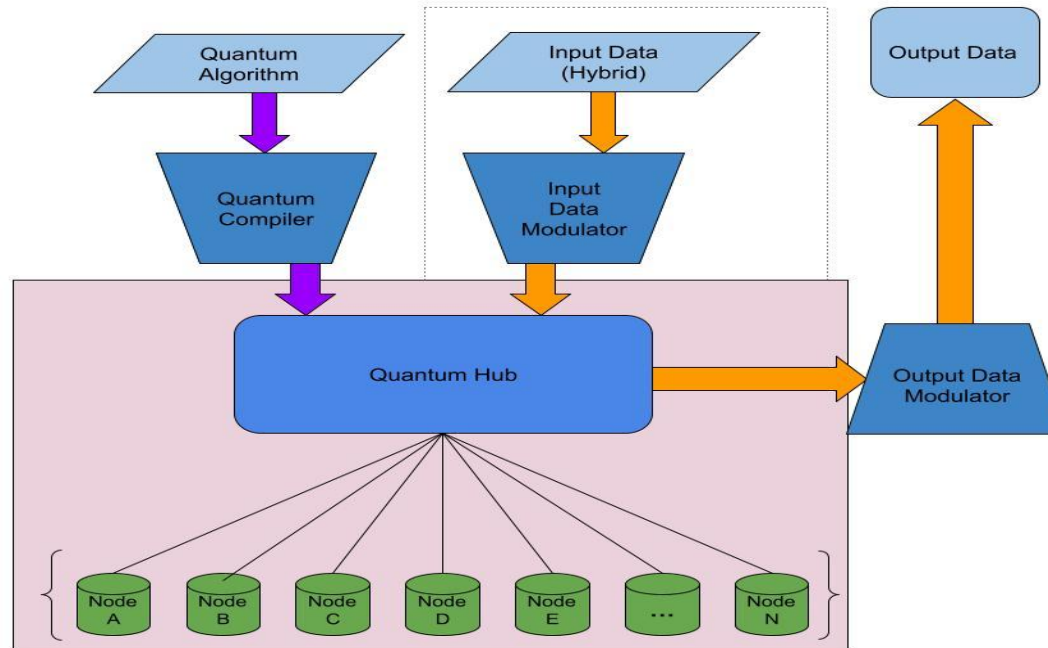 Quantum
Algorithm
Input Data
(Hybrid)
Output Data
Quantum
Compiler
Input
Data
Modulator
Quantum Hub
Output Data
Modulator
Node
A
Node
B
Node
C
Node
D
Node
E
...
Node
N